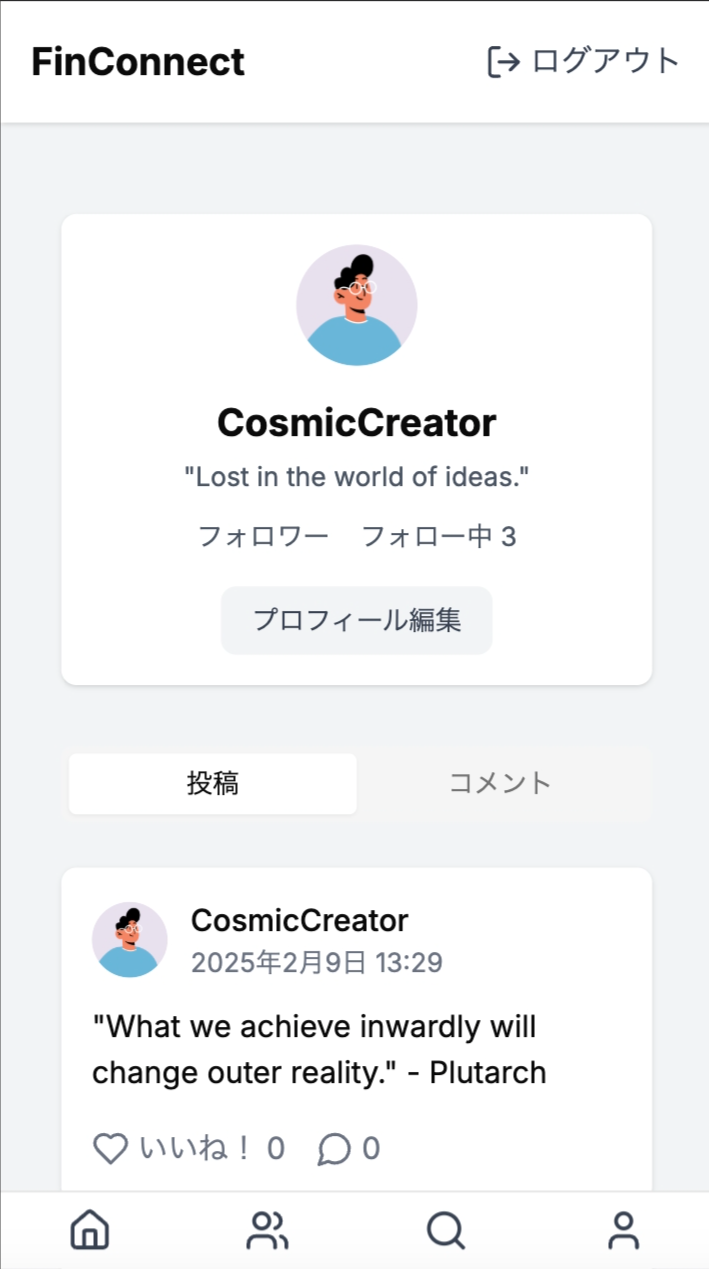 FinConnect
ログアウト
CosmicCreator
"Lost in the world of ideas."
フォロワー フォロー中 3
プロフィール編集
投稿 コメント
CosmicCreator
2025年2月9日 13:29
"What we achieve inwardly will
change outer reality." - Plutarch
いいね！ 0 0